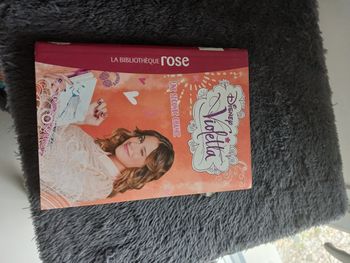 LA BIBLIOTHÈQUE rose
Disney
Violetta